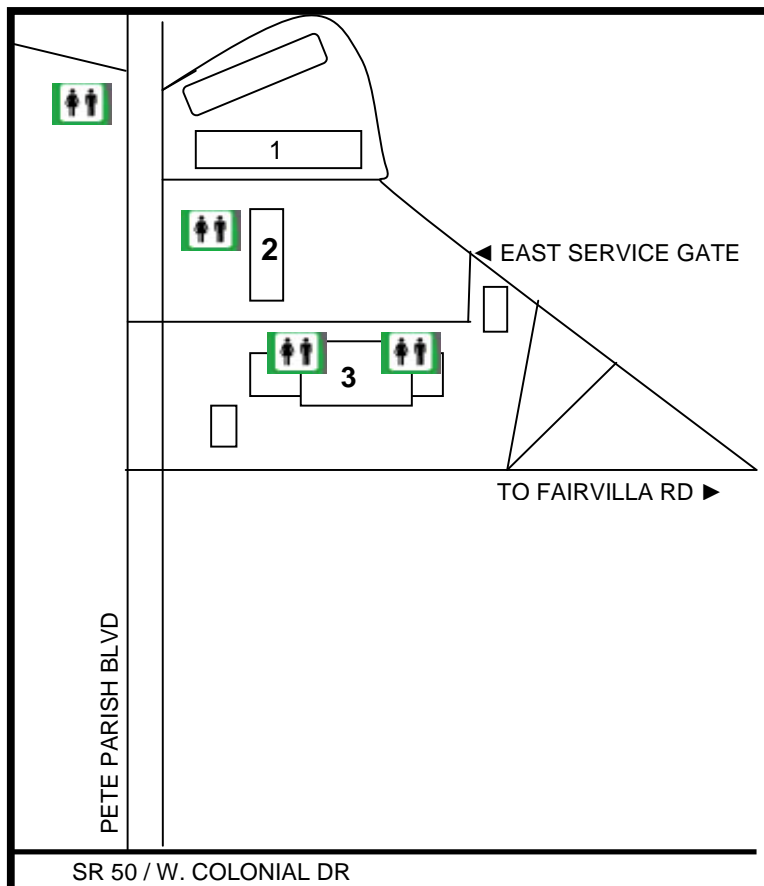 1
2
◄ EAST SERVICE GATE
3
TO FAIRVILLA RD ►
PETE PARISH BLVD
SR 50 / W. COLONIAL DR